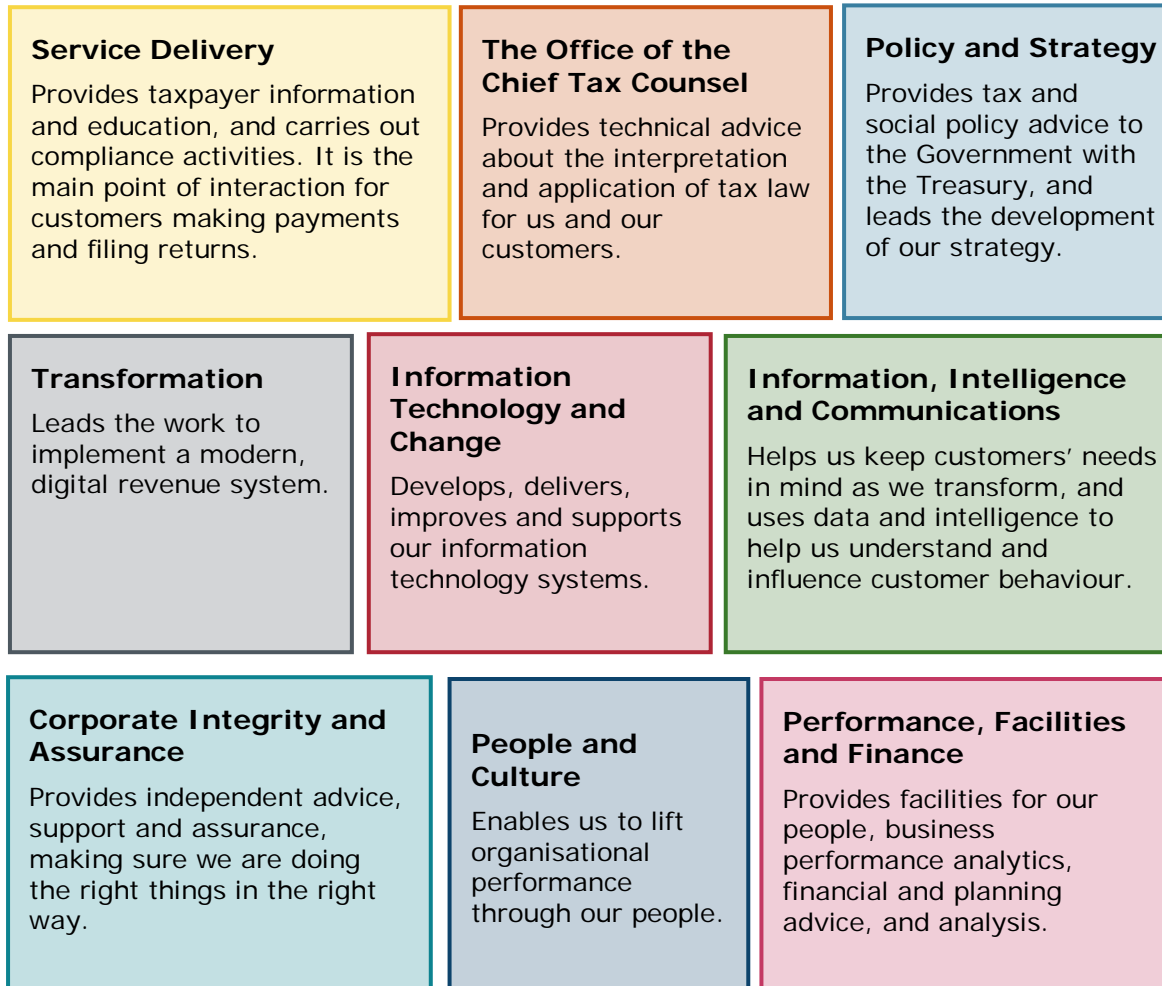 Service Delivery
Provides taxpayer information
and education, and carries out
compliance activities. It is the
main point of interaction for
customers making payments
and filing returns.
The Office of the
Chief Tax Counsel
Provides technical advice
about the interpretation
and application of tax law
for us and our
customers.
Policy and Strategy
Provides tax and
social policy advice to
the Government with
the Treasury, and
leads the development
of our strategy.
Transformation
Leads the work to
implement a modern,
digital revenue system.
Information
Technology and
Change
Develops, delivers,
improves and supports
our information
technology systems.
Information, Intelligence
and Communications
Helps us keep customers’ needs
in mind as we transform, and
uses data and intelligence to
help us understand and
influence customer behaviour.
Corporate Integrity and
Assurance
Provides independent advice,
support and assurance,
making sure we are doing
the right things in the right
way.
People and
Culture
Enables us to lift
organisational
performance
through our people.
Performance, Facilities
and Finance
Provides facilities for our
people, business
performance analytics,
financial and planning
advice, and analysis.